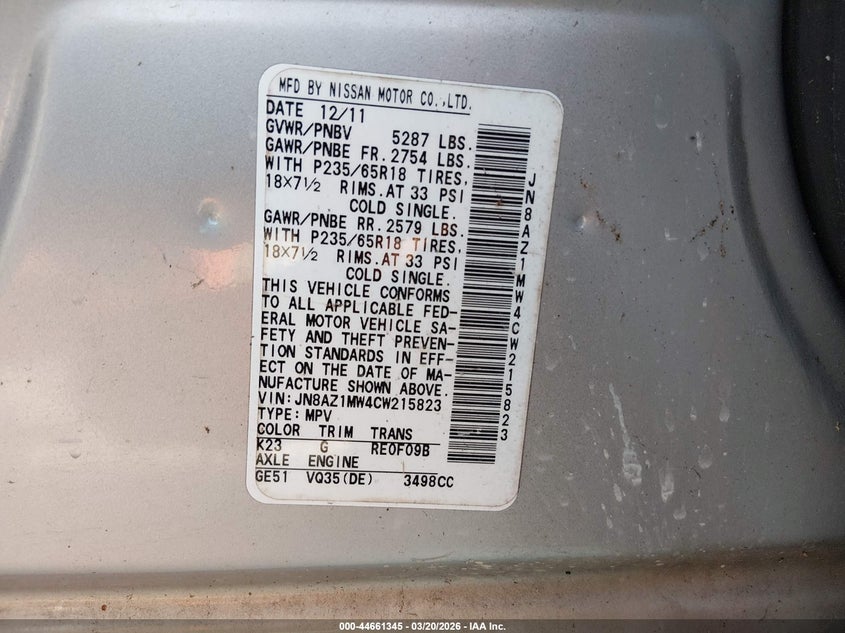 MFD BY NISSAN MOTOR CO.,LTD.
DATE 12/11
GVWR/PNBV 5287 LBS.
GAWR/PNBE FR. 2754 LBS.
WITH P235/65R18 TIRES,
18×7½ RIMS.AT 33 PSI
COLD SINGLE.
GAWR/PNBE RR. 2579 LBS.
WITH P235/65R18 TIRES,
18×7½ RIMS.AT 33 PSI
COLD SINGLE.
THIS VEHICLE CONFORMS
TO ALL APPLICABLE FED-
ERAL MOTOR VEHICLE SA-
FETY AND THEFT PREVEN-
TION STANDARDS IN EFF-
ECT ON THE DATE OF MA-
NUFACTURE SHOWN ABOVE.
VIN:JN8AZ1MW4CW215823
TYPE:MPV
COLOR TRIM TRANS
K23 G RE0F09B
AXLE ENGINE
GE51 VQ35(DE) 3498CC
JN8AZ1MW4CW215823
000-44661345 | 03/20/2026 - IAA Inc.